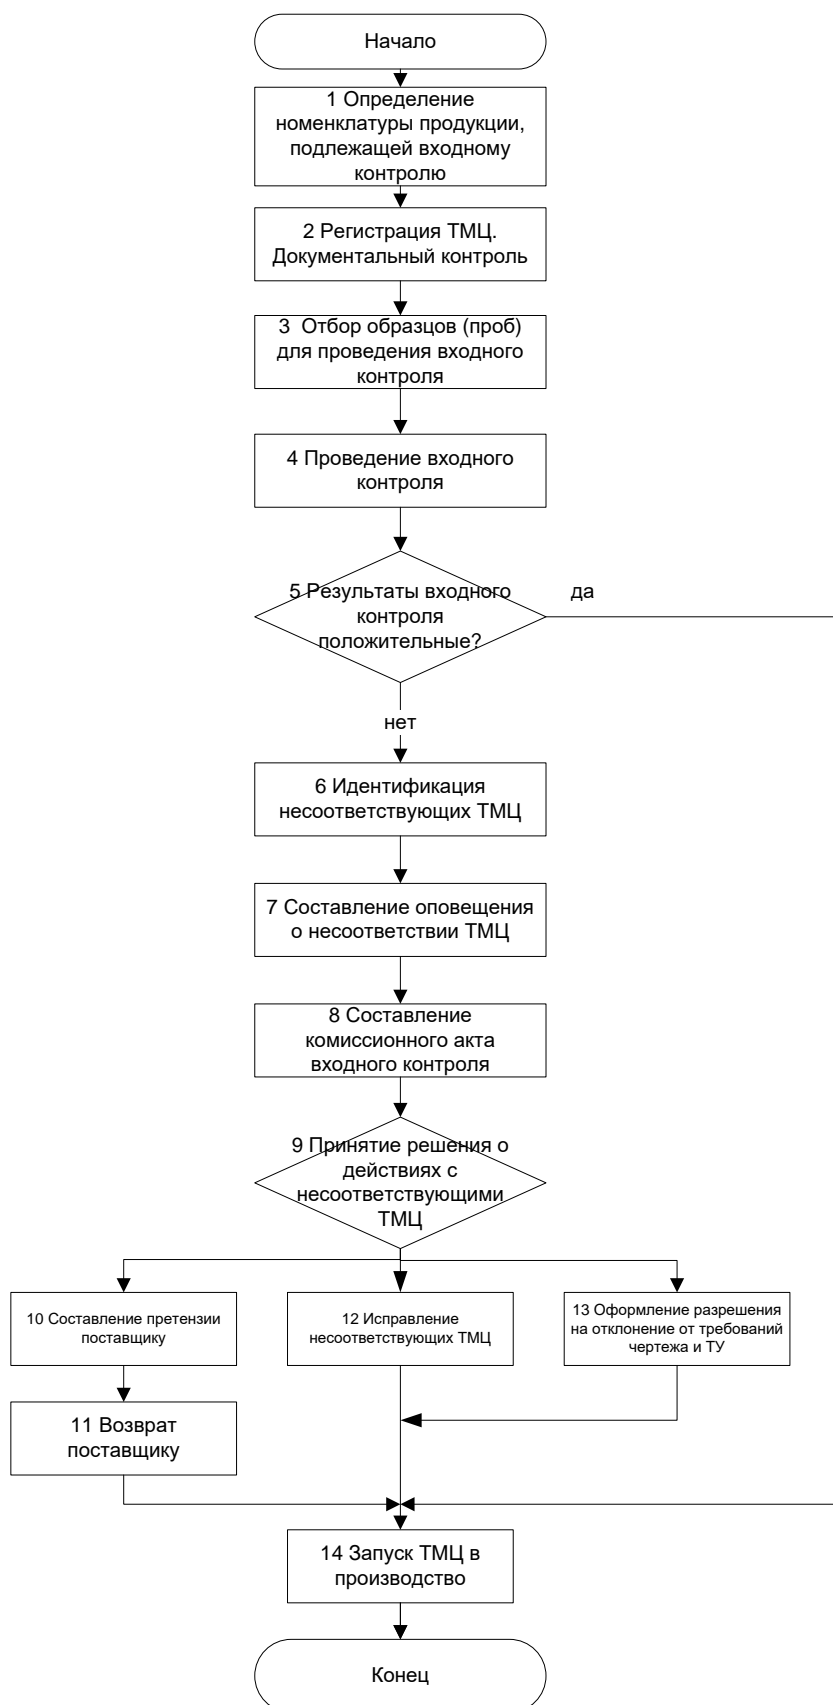 Начало
1 Определение
номенклатуры продукции,
подлежащей входному
контролю
2 Регистрация ТМЦ.
Документальный контроль
3 Отбор образцов (проб)
для проведения входного
контроля
4 Проведение входного
контроля
5 Результаты входного
контроля
положительные?
да
нет
6 Идентификация
несоответствующих ТМЦ
7 Составление оповещения
о несоответствии ТМЦ
8 Составление
комиссионного акта
входного контроля
9 Принятие решения о
действиях с
несоответствующими
ТМЦ
10 Составление претензии
поставщику
12 Исправление
несоответствующих ТМЦ
13 Оформление разрешения
на отклонение от требований
чертежа и ТУ
11 Возврат
поставщику
14 Запуск ТМЦ в
производство
Конец